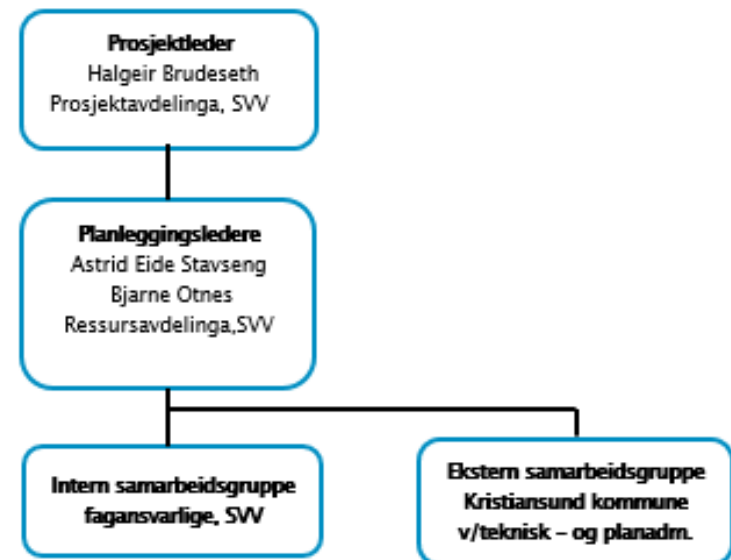 Prosjektleder
Halgeir Brudeseth
Prosjektavdelinga, SVV
Planleggingsledere
Astrid Eide Stavseng
Bjarne Otnes
Ressursavdelinga,SVV
Intern samarbeidsgruppe
fagansvarlige, SVV
Ekstern samarbeidsgruppe
Kristiansund kommune
v/teknisk – og planadm.